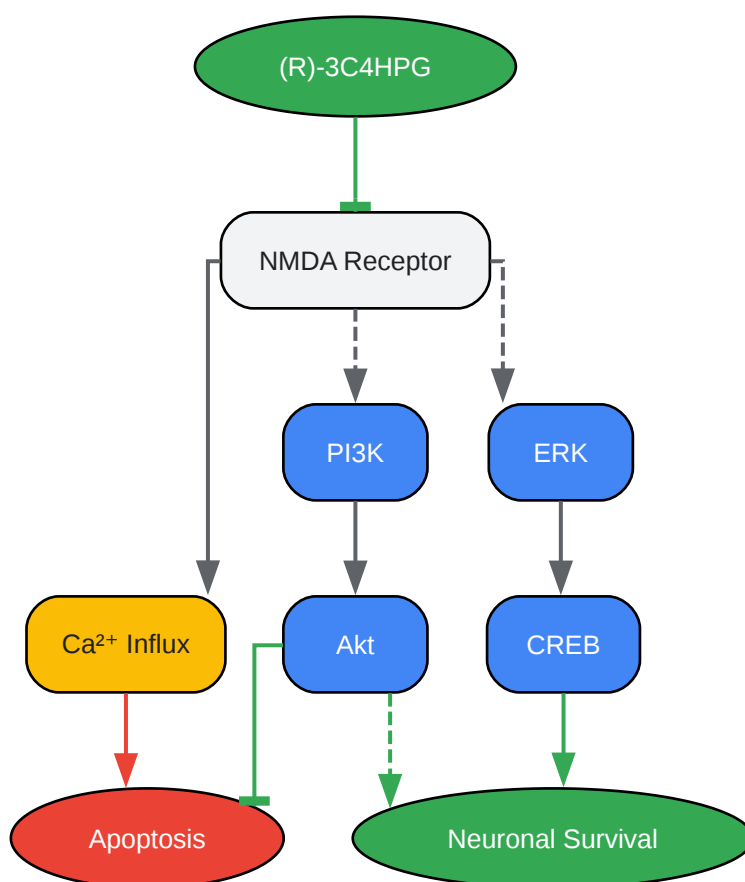 (R)-3C4HPG
NMDA Receptor
PI3K
ERK
Ca²⁺ Influx
Akt
CREB
Apoptosis
Neuronal Survival